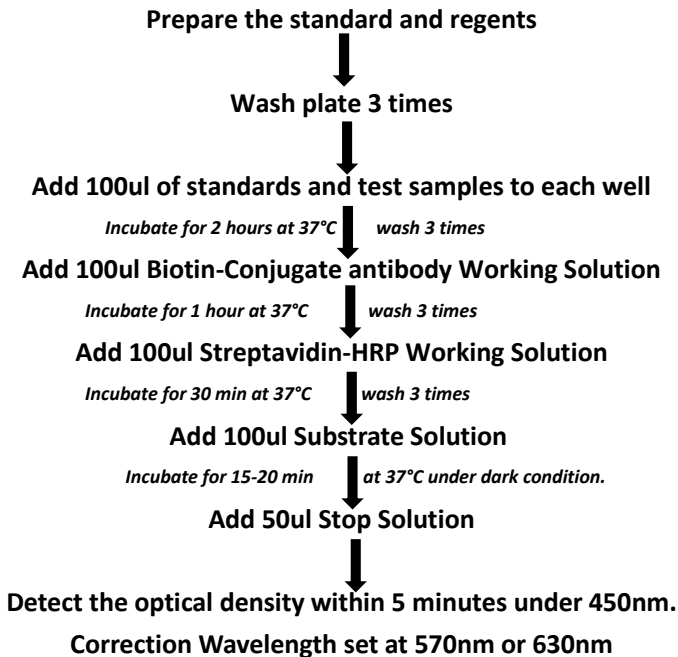 Prepare the standard and regents
Wash plate 3 times
Add 100ul of standards and test samples to each well
Incubate for 2 hours at 37°C wash 3 times
Add 100ul Biotin-Conjugate antibody Working Solution
Incubate for 1 hour at 37°C wash 3 times
Add 100ul Streptavidin-HRP Working Solution
Incubate for 30 min at 37°C wash 3 times
Add 100ul Substrate Solution
Incubate for 15-20 min at 37°C under dark condition.
Add 50ul Stop Solution
Detect the optical density within 5 minutes under 450nm.
Correction Wavelength set at 570nm or 630nm